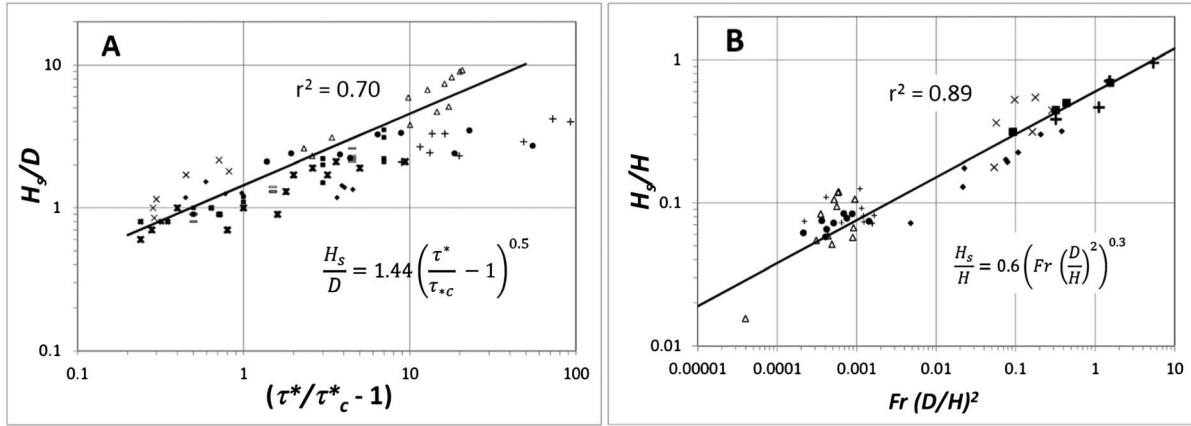 A
10
1
0.1
H_s/D
r² = 0.70
H_s/D = 1.44 (τ*/τ_{*c} − 1)^{0.5}
0.1 1 10 100
(τ*/τ*_c - 1)
B
1
0.1
0.01
H_s/H
r² = 0.89
H_s/H = 0.6 (Fr (D/H)^2)^{0.3}
0.00001 0.0001 0.001 0.01 0.1 1 10
Fr (D/H)²